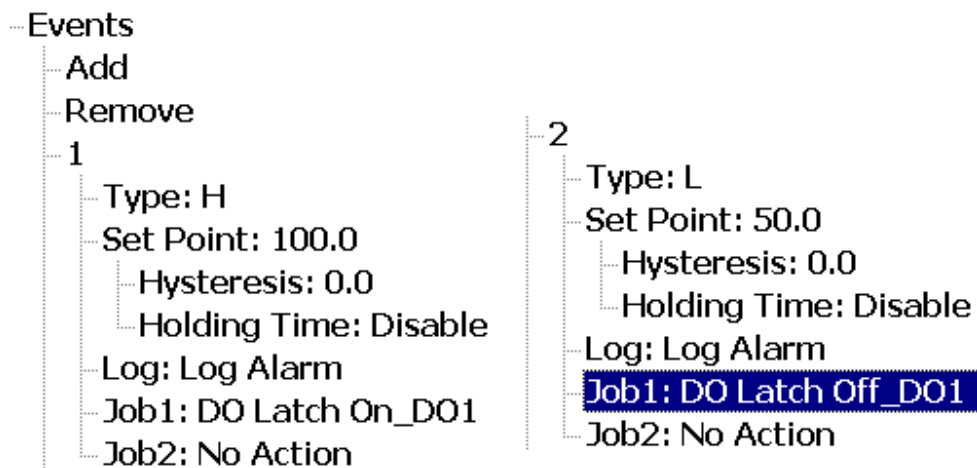 Events
Add
Remove
1
Type: H
Set Point: 100.0
Hysteresis: 0.0
Holding Time: Disable
Log: Log Alarm
Job1: DO Latch On_DO1
Job2: No Action
2
Type: L
Set Point: 50.0
Hysteresis: 0.0
Holding Time: Disable
Log: Log Alarm
Job1: DO Latch Off_DO1
Job2: No Action